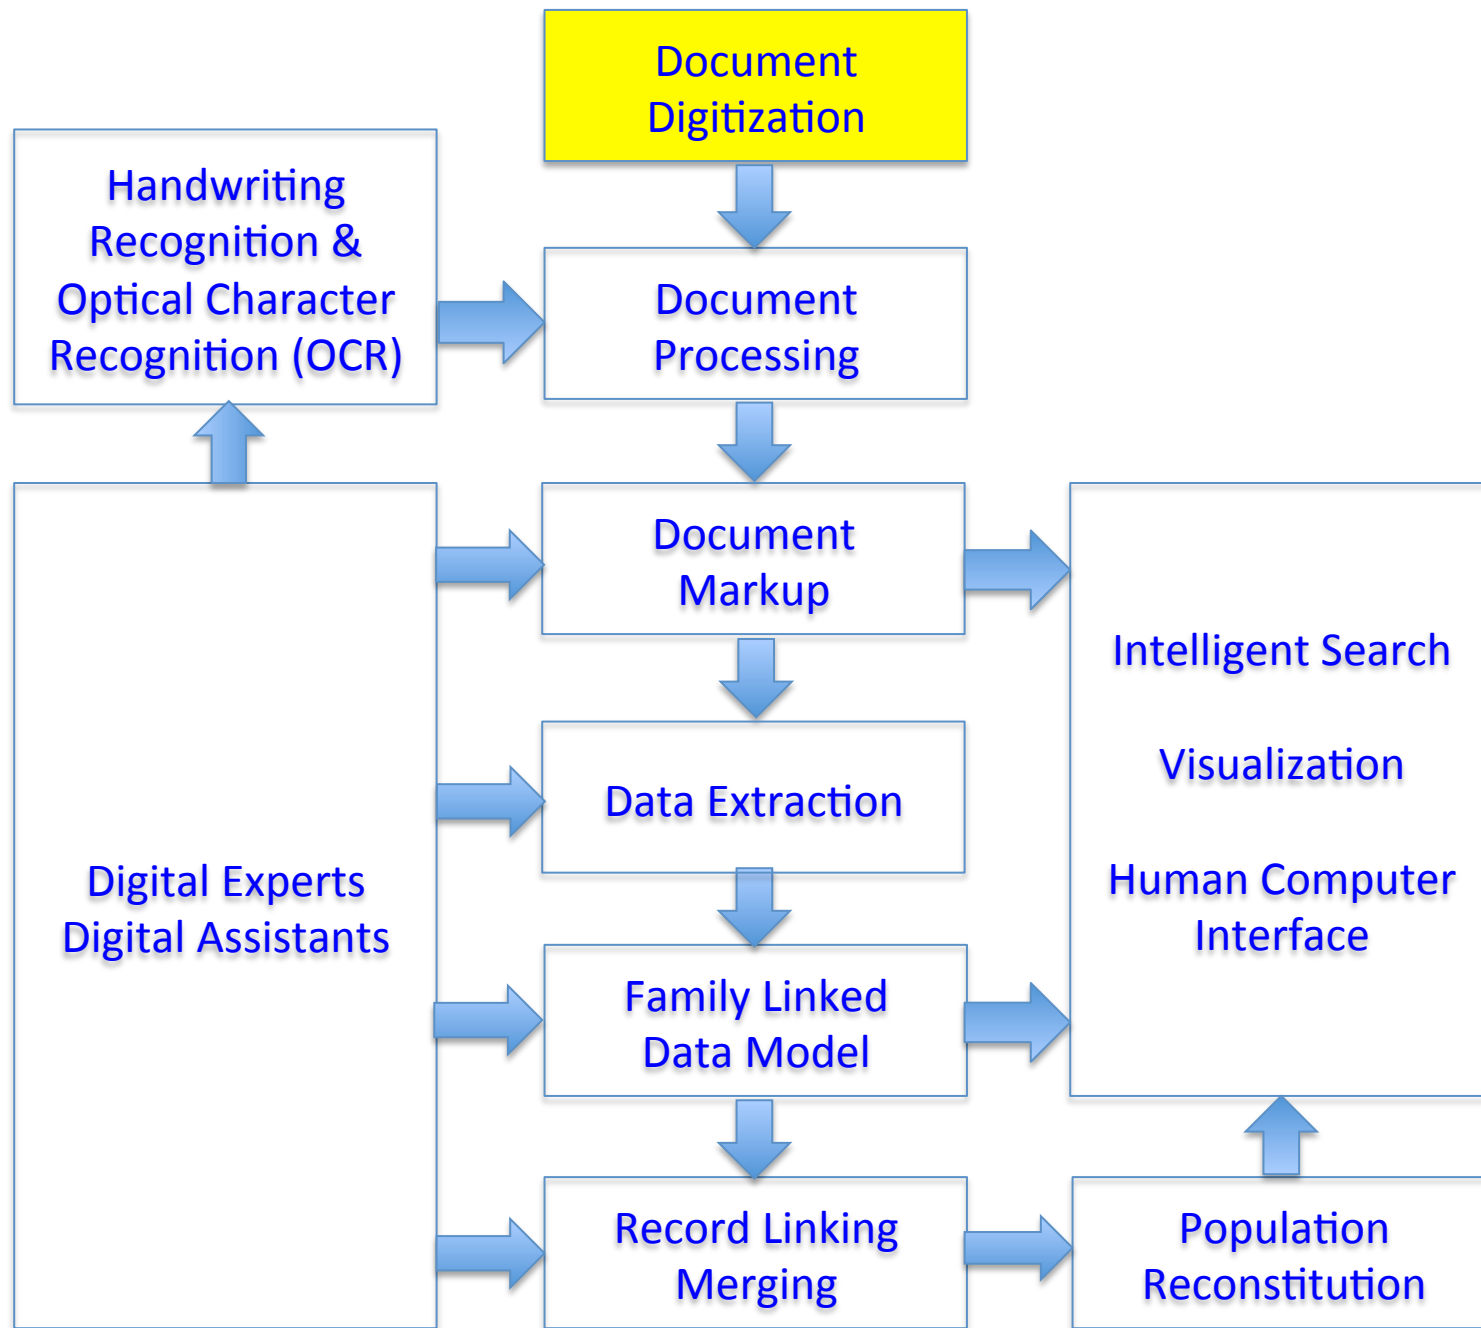 Document
Digitization
Handwriting
Recognition &
Optical Character
Recognition (OCR)
Document
Processing
Document
Markup
Intelligent Search
Visualization
Human Computer
Interface
Data Extraction
Digital Experts
Digital Assistants
Family Linked
Data Model
Record Linking
Merging
Population
Reconstitution